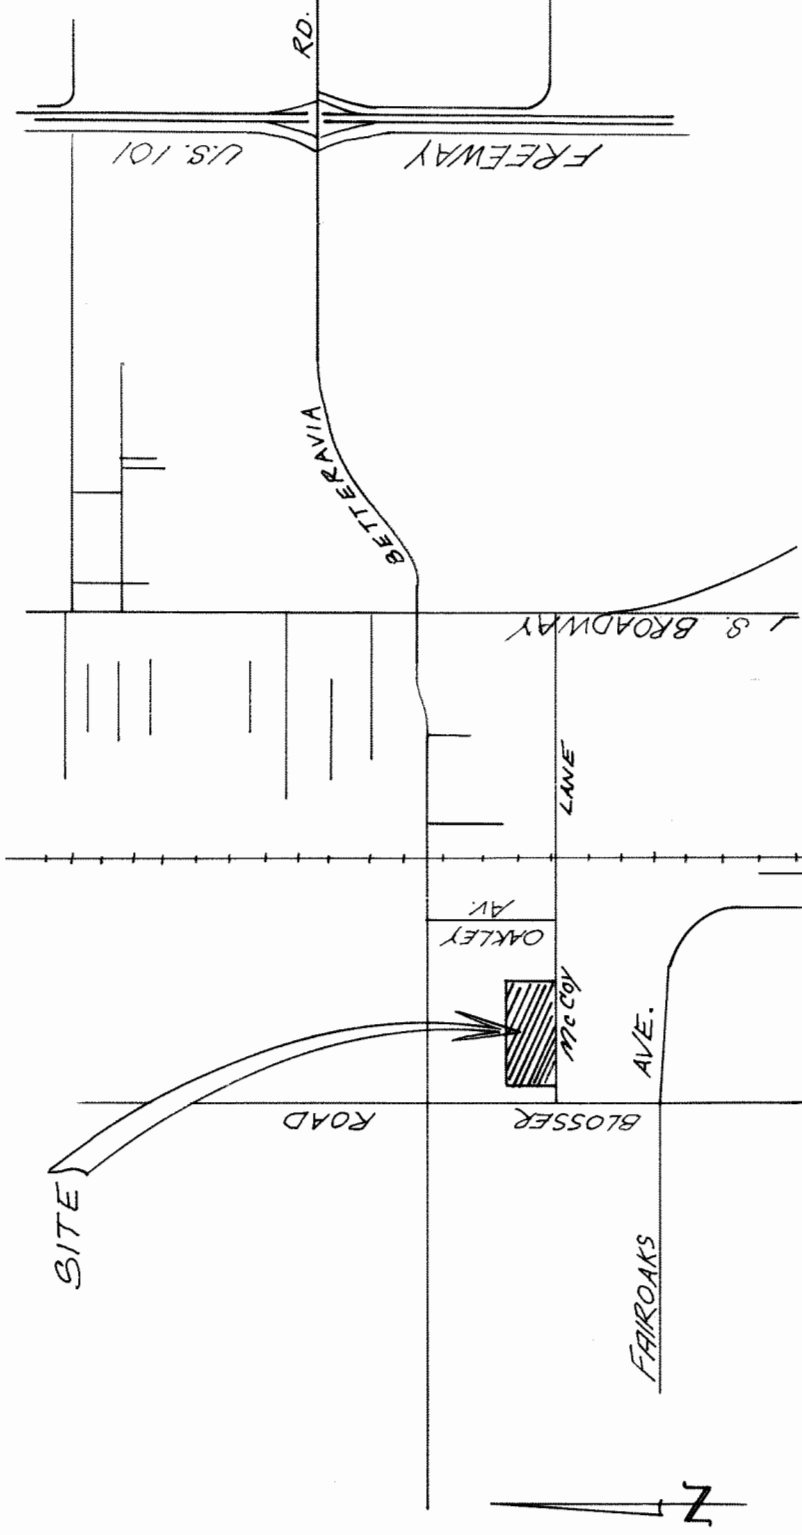 RD.
U.S. 101
FREEWAY
BETTERAVIA
S. BROADWAY
LANE
OAKLEY
AV.
McCOY
AVE.
ROAD
BLOSSER
SITE
FAIROAKS
N